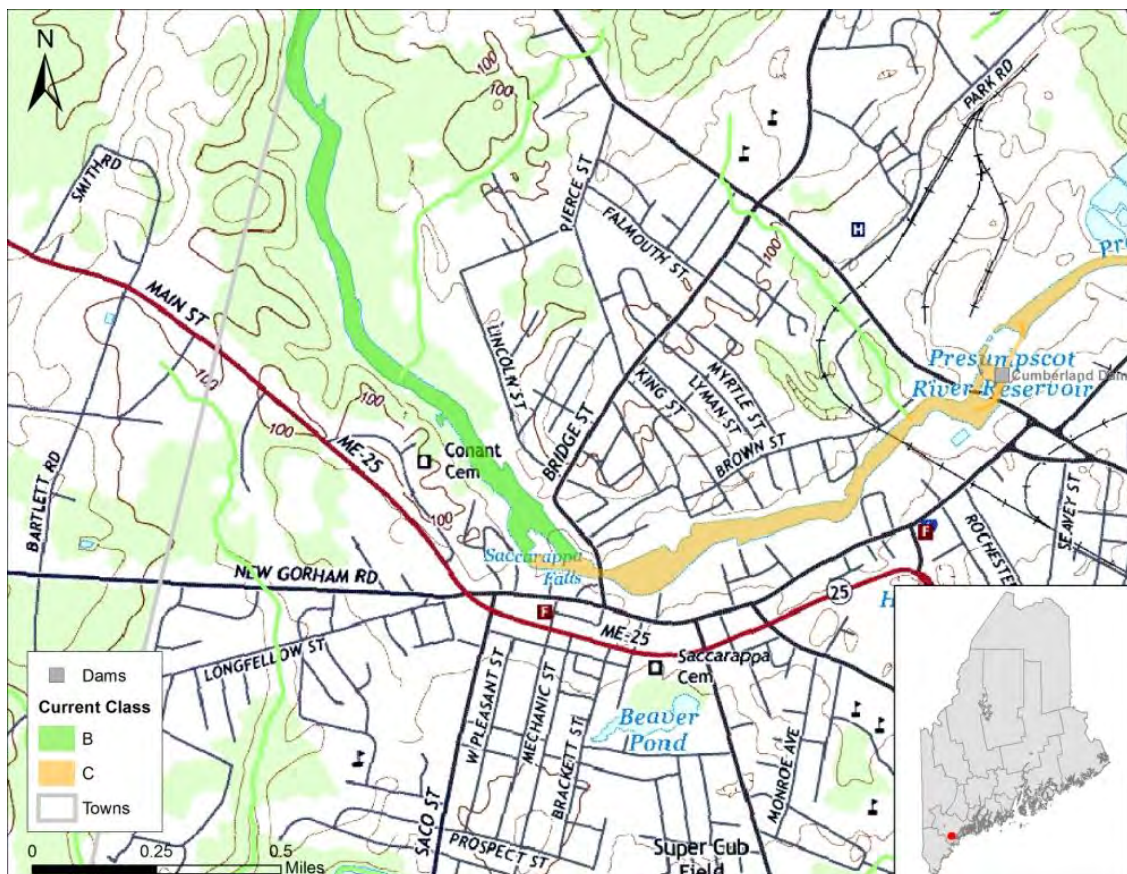 N
100
100
SMITH RD
PARK RD
PIERCE ST
FALMOUTH ST
H
100
MAIN ST
100
100
100
ME-25
LINCOLN ST
Presumpscot
River Reservoir
Cumberland Dam
MYRTLE ST
LYMAN ST
KING ST
BROWN ST
BRIDGE ST
Conant
Cem
100
BARTLETT RD
Saccarappa
Falls
NEW GORHAM RD
F
F
ROCHESTER
SEAVEY ST
25
ME-25
LONGFELLOW ST
W PLEASANT ST
MECHANIC ST
BRACKETT ST
Saccarappa
Cem
Beaver
Pond
MONROE AVE
SACO ST
PROSPECT ST
Super Cub
Field
Dams
Current Class
B
C
Towns
0 0.25 0.5
Miles